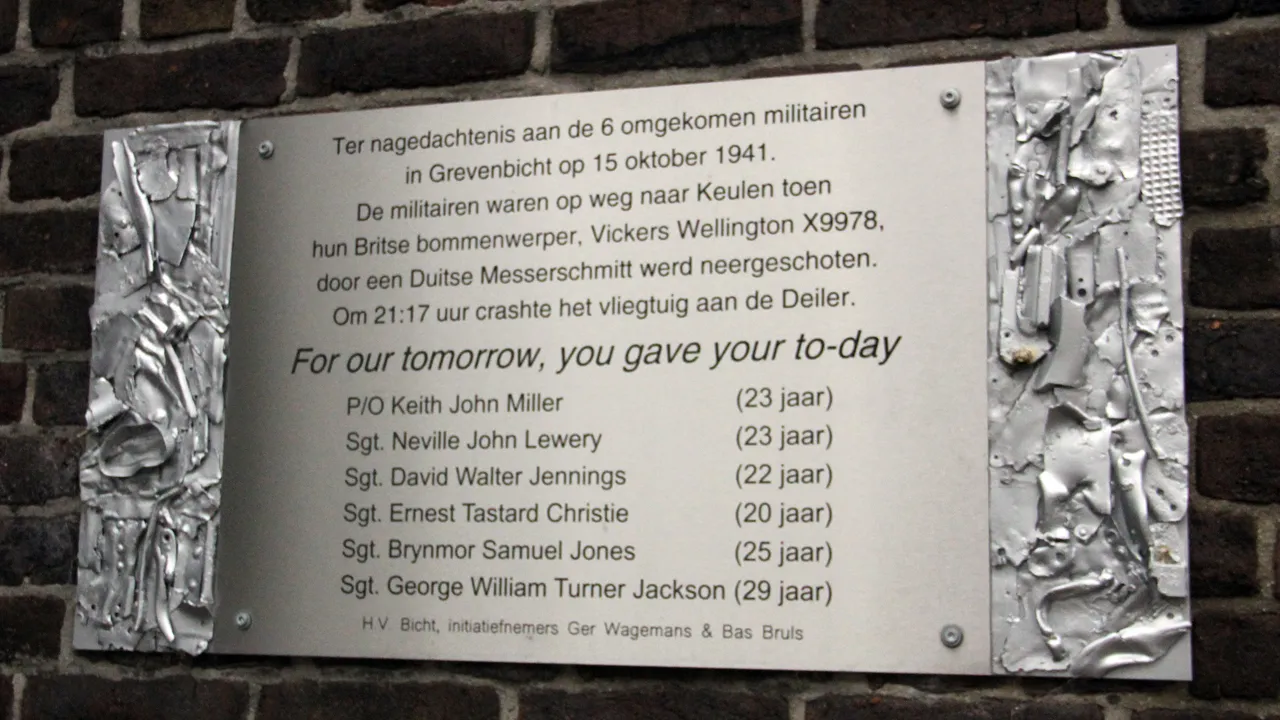 Ter nagedachtenis aan de 6 omgekomen militairen
in Grevenbicht op 15 oktober 1941.
De militairen waren op weg naar Keulen toen
hun Britse bommenwerper, Vickers Wellington X9978,
door een Duitse Messerschmitt werd neergeschoten.
Om 21:17 uur crashte het vliegtuig aan de Deiler.
For our tomorrow, you gave your to-day
P/O Keith John Miller (23 jaar)
Sgt. Neville John Lewery (23 jaar)
Sgt. David Walter Jennings (22 jaar)
Sgt. Ernest Tastard Christie (20 jaar)
Sgt. Brynmor Samuel Jones (25 jaar)
Sgt. George William Turner Jackson (29 jaar)
H.V. Bicht, initiatiefnemers Ger Wagemans & Bas Bruls